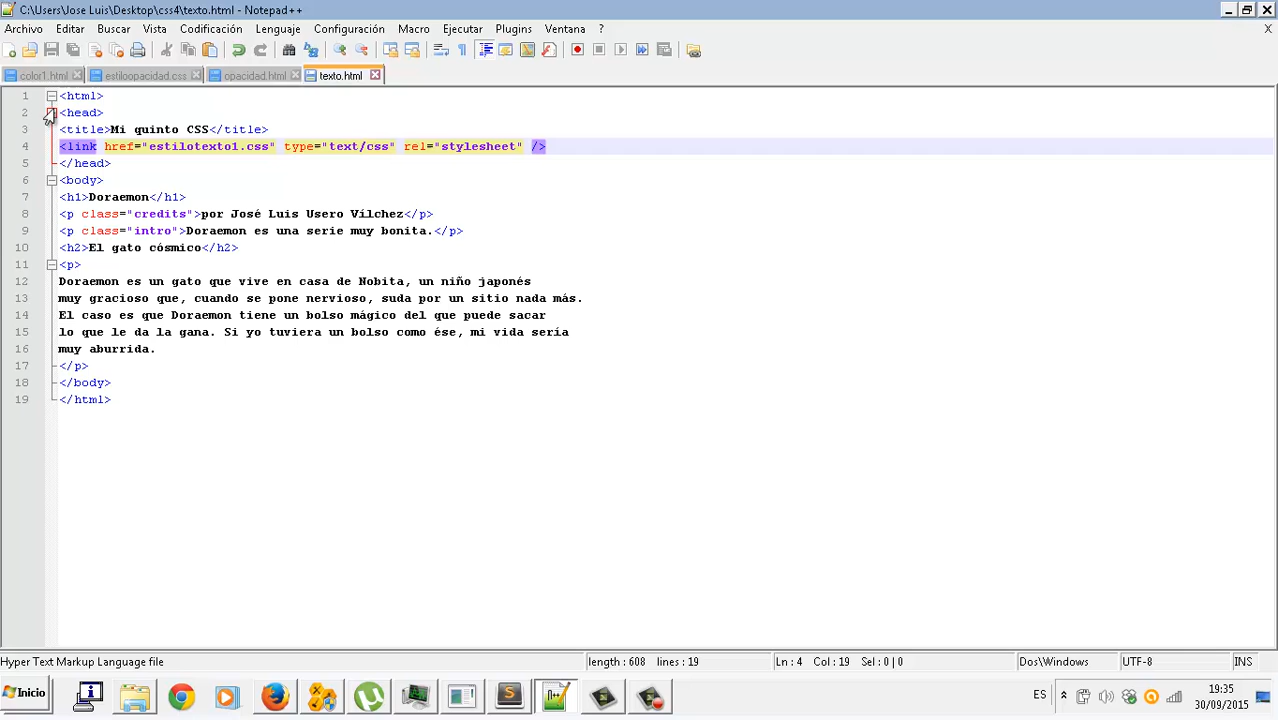 C:\Users\Jose Luis\Desktop\css4\texto.html - Notepad++
Archivo Editar Buscar Vista Codificación Lenguaje Configuración Macro Ejecutar Plugins Ventana ? X
color1.html estiloopacidad.css opacidad.html texto.html
1 <html>
2 <head>
3 <title>Mi quinto CSS</title>
4 <link href="estilotexto1.css" type="text/css" rel="stylesheet" />
5 </head>
6 <body>
7 <h1>Doraemon</h1>
8 <p class="credits">por José Luis Usero Vílchez</p>
9 <p class="intro">Doraemon es una serie muy bonita.</p>
10 <h2>El gato cósmico</h2>
11 <p>
12 Doraemon es un gato que vive en casa de Nobita, un niño japonés
13 muy gracioso que, cuando se pone nervioso, suda por un sitio nada más.
14 El caso es que Doraemon tiene un bolso mágico del que puede sacar
15 lo que le da la gana. Si yo tuviera un bolso como ése, mi vida sería
16 muy aburrida.
17 </p>
18 </body>
19 </html>
Hyper Text Markup Language file length : 608 lines : 19 Ln : 4 Col : 19 Sel : 0 | 0 Dos\Windows UTF-8 INS
Inicio ES 19:35
30/09/2015